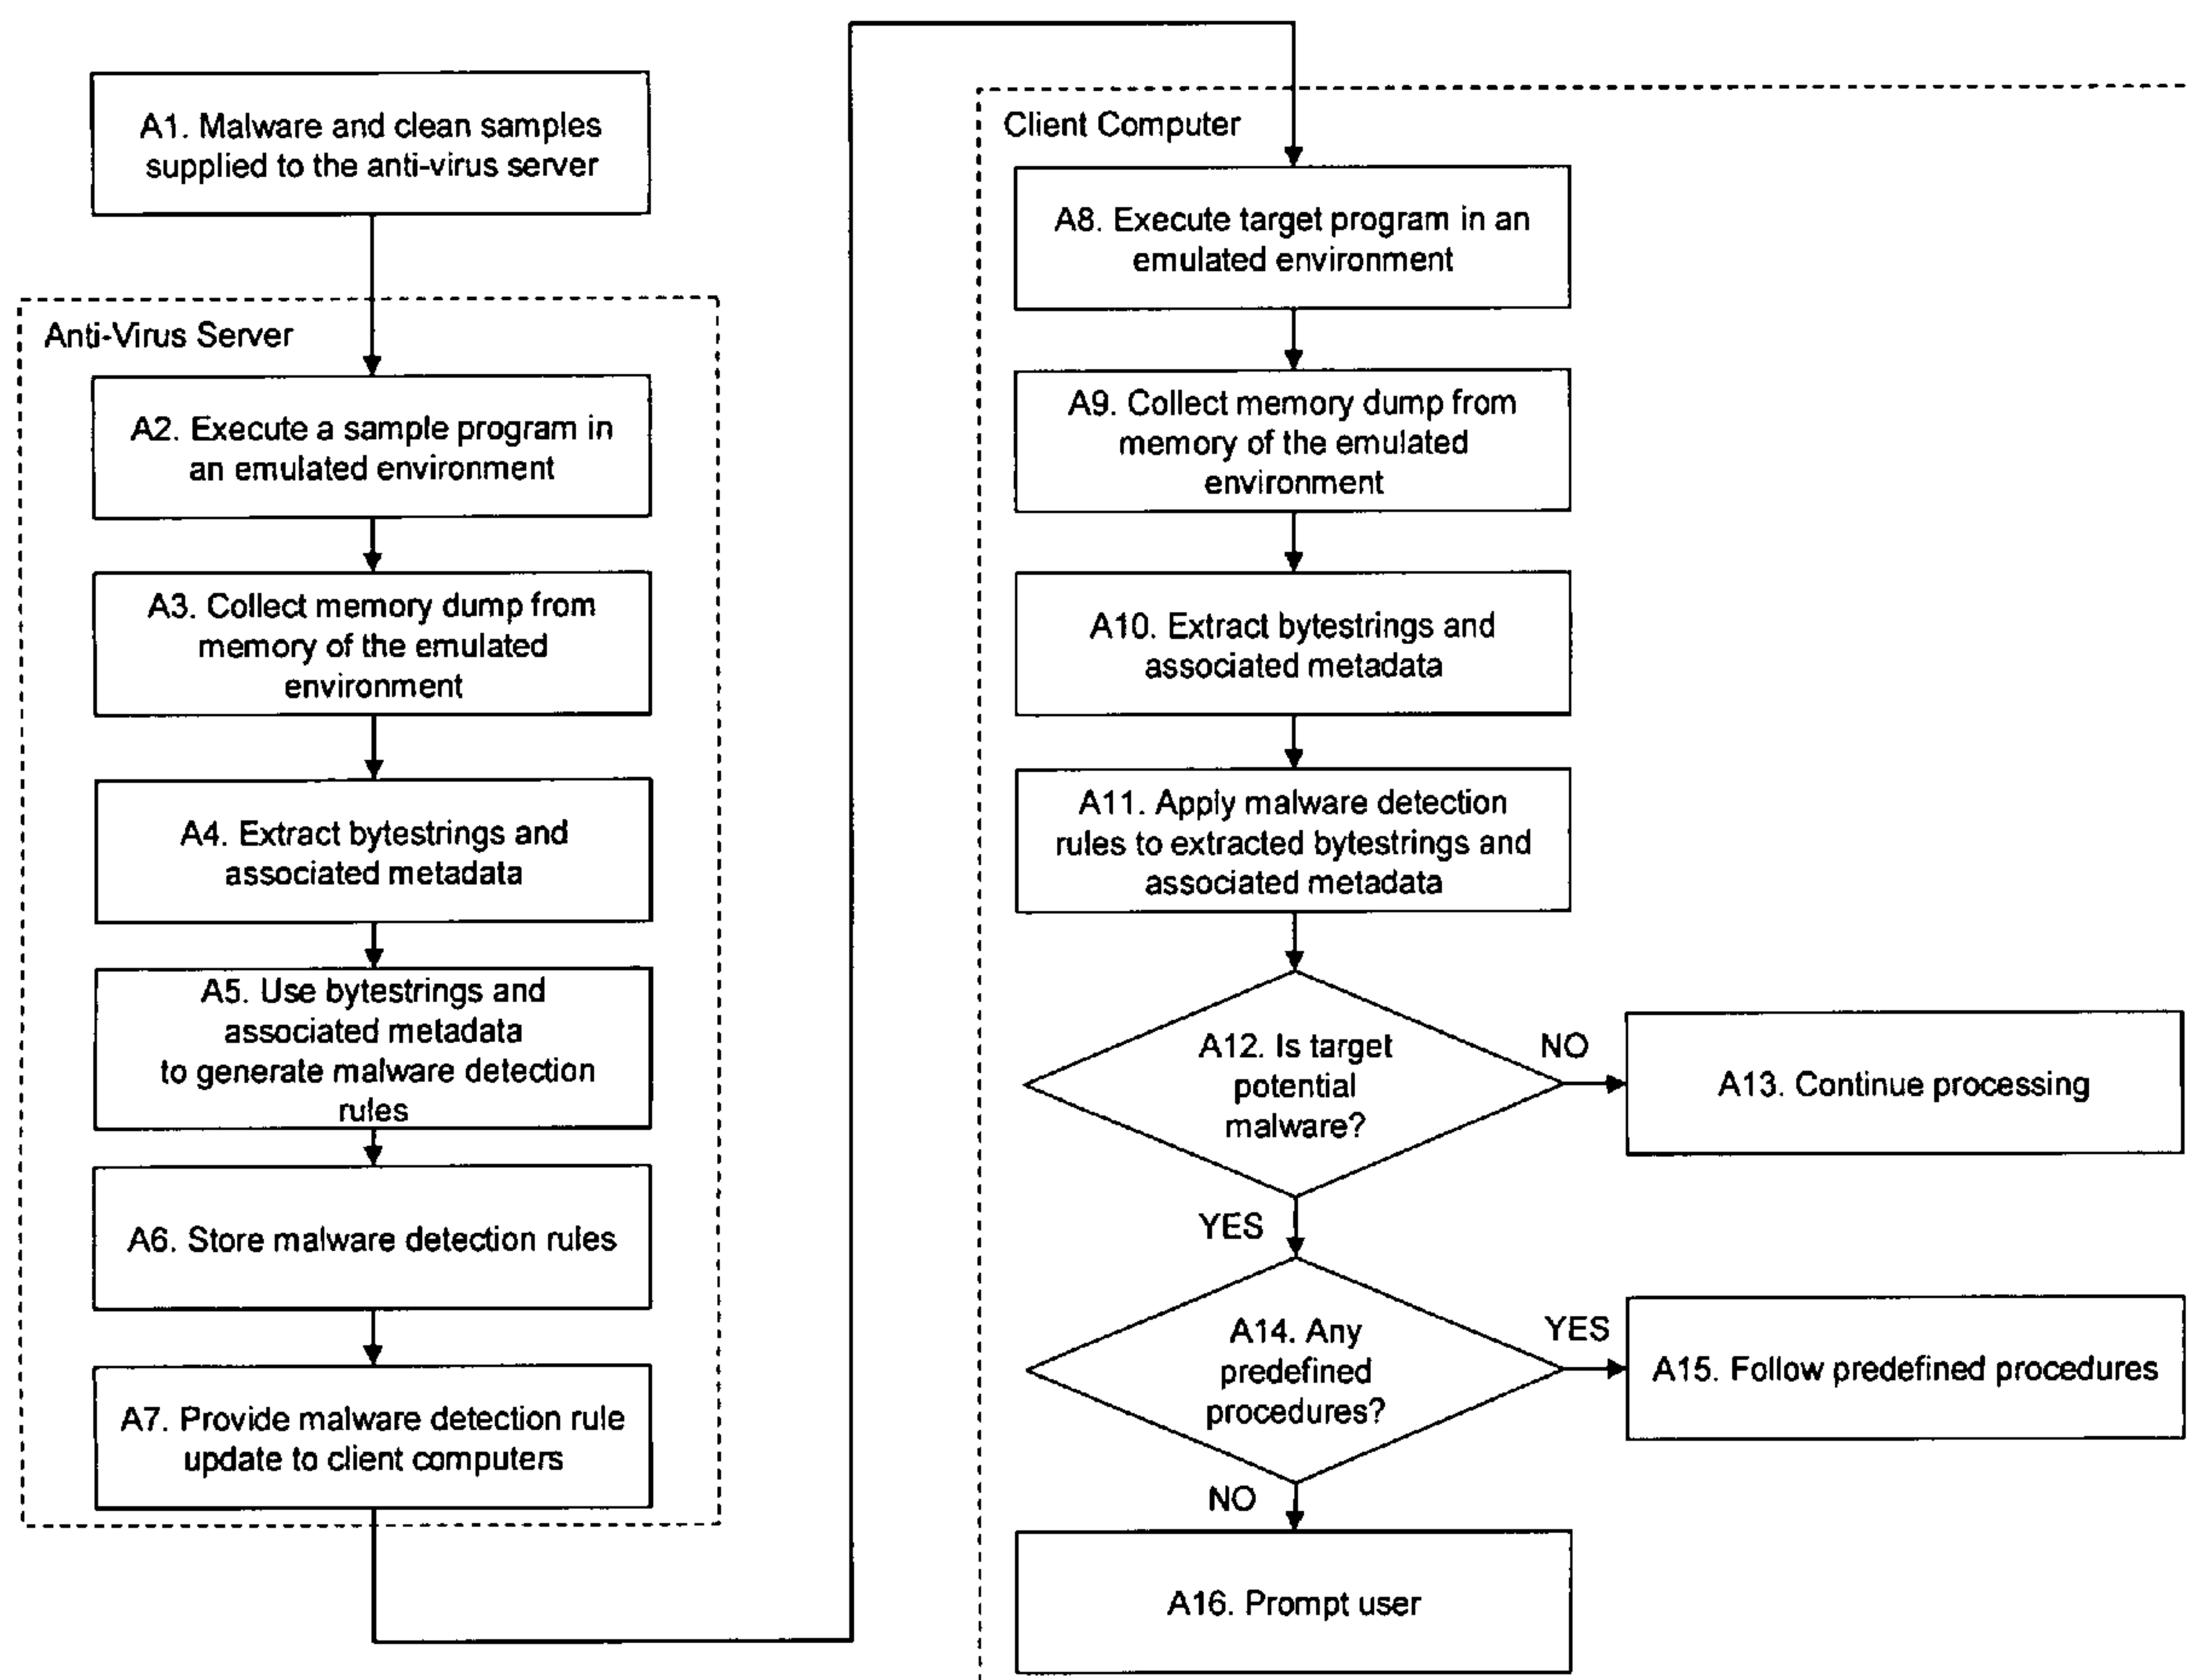 A1. Malware and clean samples
supplied to the anti-virus server
Anti-Virus Server
A2. Execute a sample program in
an emulated environment
A3. Collect memory dump from
memory of the emulated
environment
A4. Extract bytestrings and
associated metadata
A5. Use bytestrings and
associated metadata
to generate malware detection
rules
A6. Store malware detection rules
A7. Provide malware detection rule
update to client computers
Client Computer
A8. Execute target program in an
emulated environment
A9. Collect memory dump from
memory of the emulated
environment
A10. Extract bytestrings and
associated metadata
A11. Apply malware detection
rules to extracted bytestrings and
associated metadata
A12. Is target
potential
malware?
NO
A13. Continue processing
YES
A14. Any
predefined
procedures?
YES
A15. Follow predefined procedures
NO
A16. Prompt user